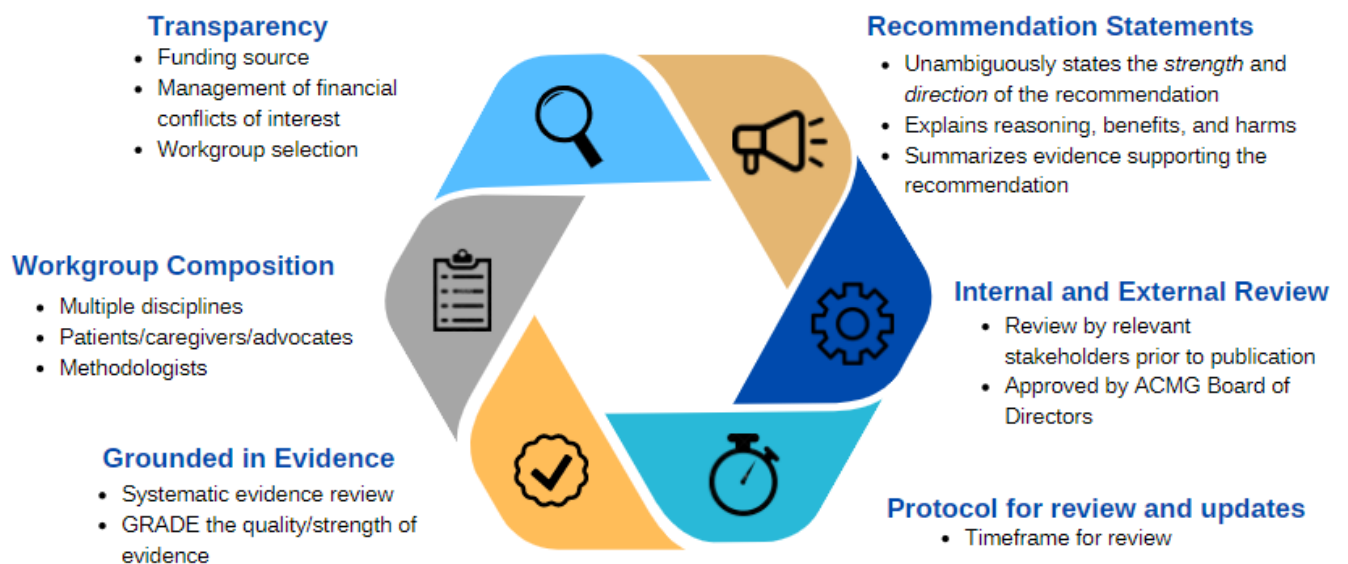 Transparency
• Funding source
• Management of financial
conflicts of interest
• Workgroup selection
Recommendation Statements
• Unambiguously states the strength and
direction of the recommendation
• Explains reasoning, benefits, and harms
• Summarizes evidence supporting the
recommendation
Workgroup Composition
• Multiple disciplines
• Patients/caregivers/advocates
• Methodologists
Internal and External Review
• Review by relevant
stakeholders prior to publication
• Approved by ACMG Board of
Directors
Grounded in Evidence
• Systematic evidence review
• GRADE the quality/strength of
evidence
Protocol for review and updates
• Timeframe for review